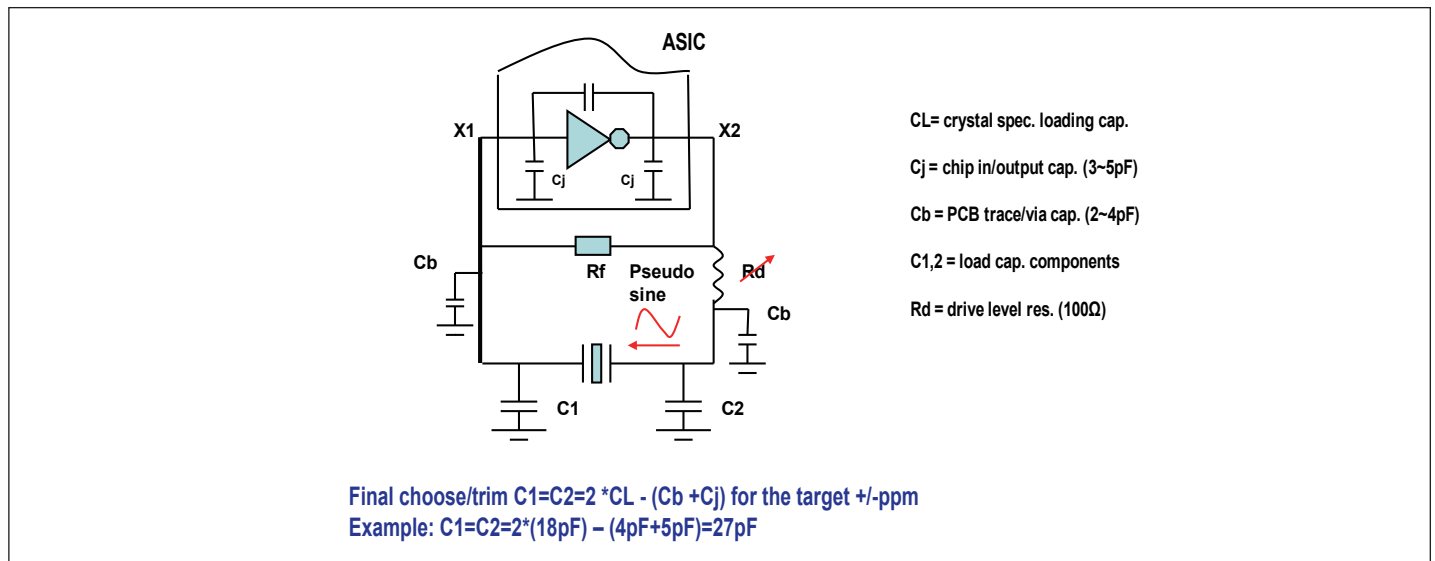 ASIC
X1
X2
Cj
Cj
Cb
Rf
Pseudo
sine
Rd
Cb
C1
C2
CL= crystal spec. loading cap.
Cj = chip in/output cap. (3~5pF)
Cb = PCB trace/via cap. (2~4pF)
C1,2 = load cap. components
Rd = drive level res. (100Ω)
Final choose/trim C1=C2=2 *CL - (Cb +Cj) for the target +/-ppm
Example: C1=C2=2*(18pF) – (4pF+5pF)=27pF